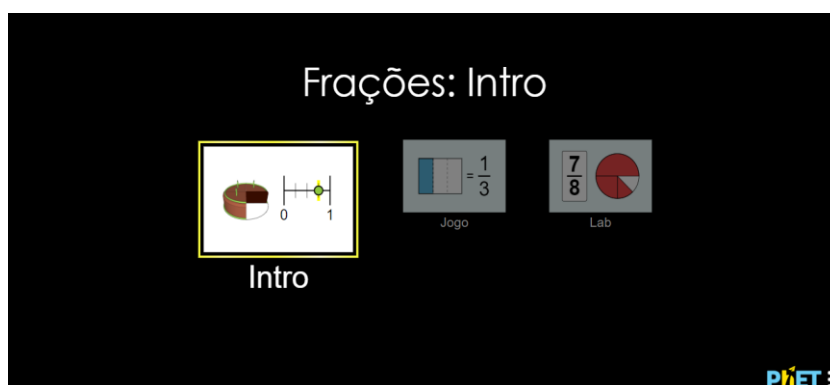 Frações: Intro
0 1
Intro
= 1/3
Jogo
7/8
Lab
PhET